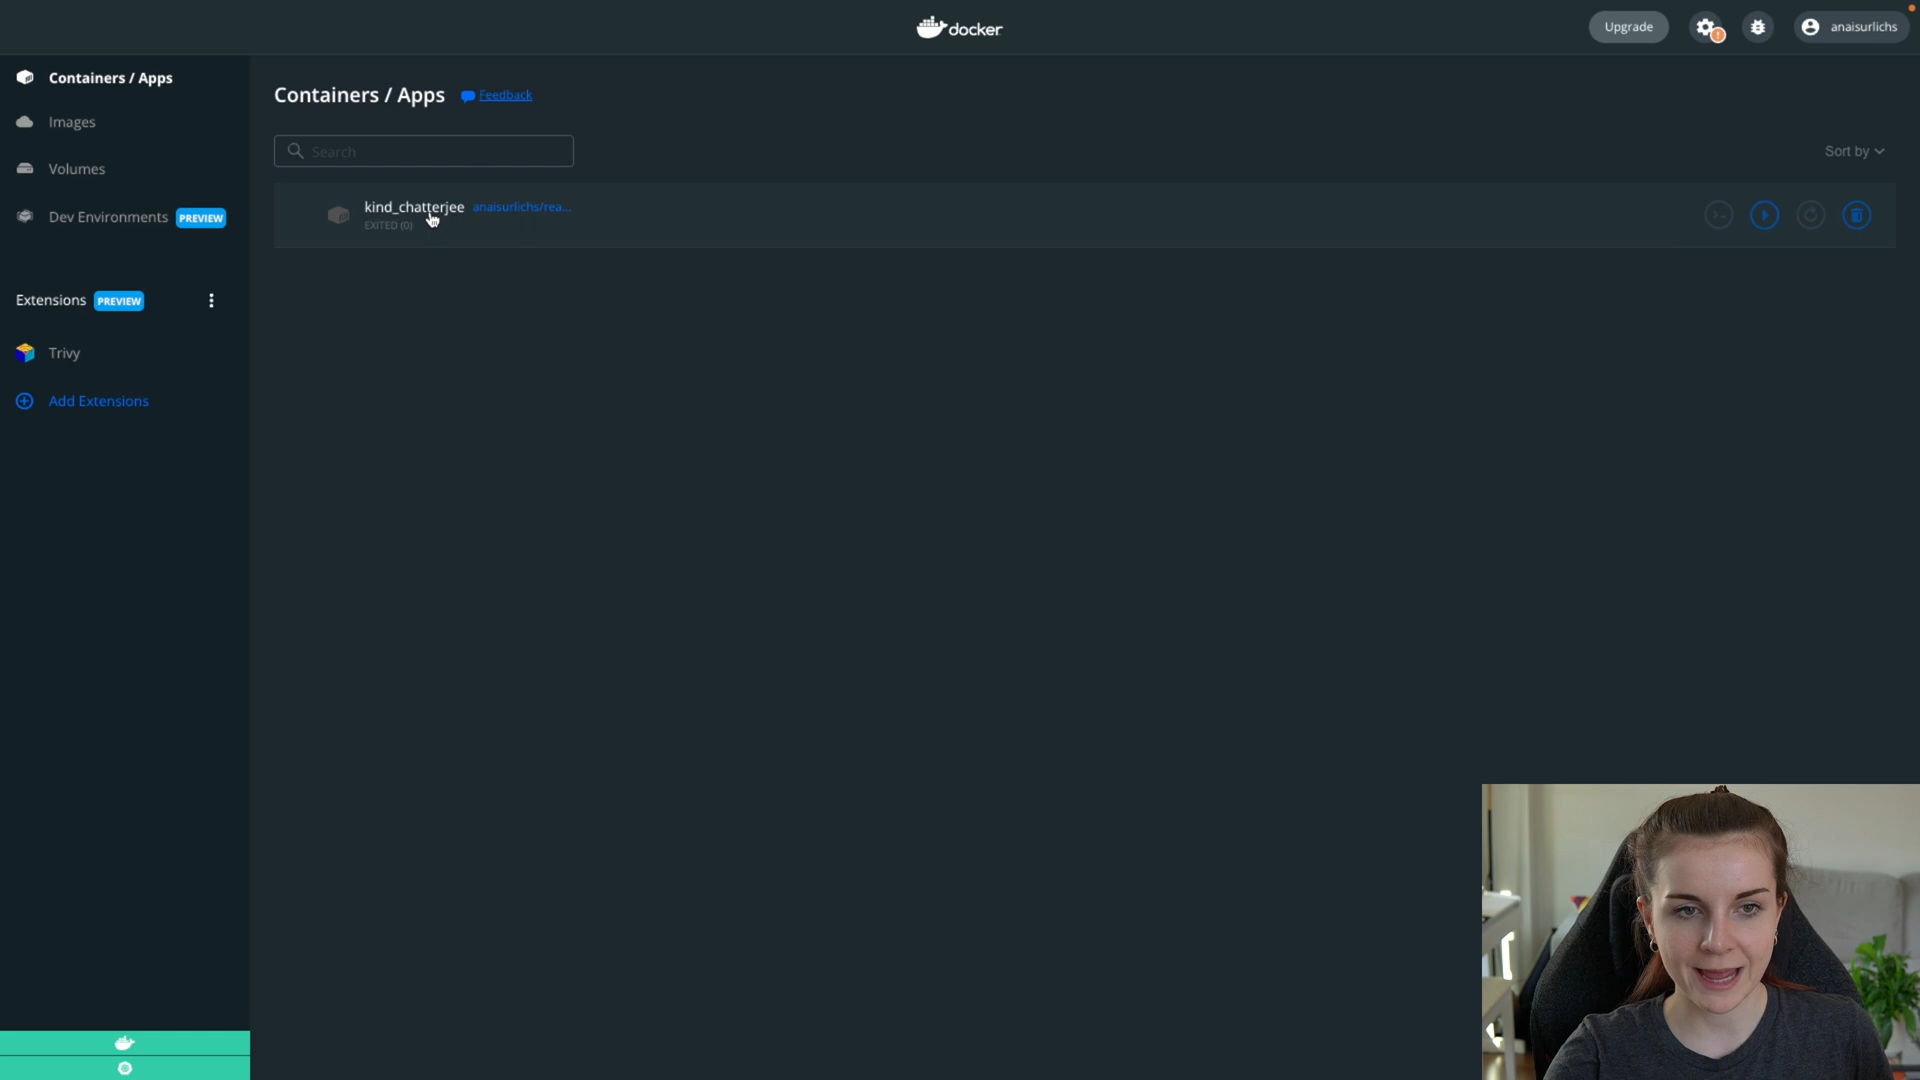 docker
Upgrade
anaisurlichs
Containers / Apps
Images
Volumes
Dev Environments PREVIEW
Extensions PREVIEW
Trivy
Add Extensions
Containers / Apps Feedback
Search
Sort by
kind_chatterjee anaisurlichs/rea...
EXITED (0)